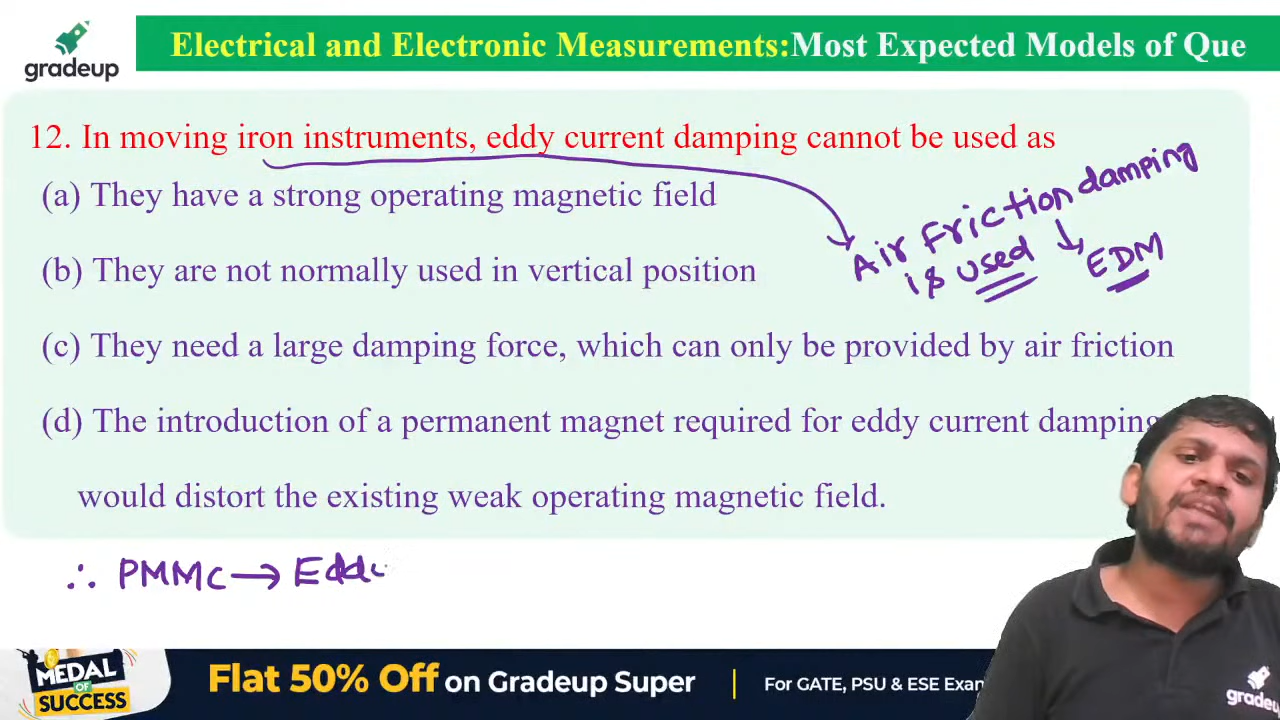 gradeup
Electrical and Electronic Measurements:Most Expected Models of Que
12. In moving iron instruments, eddy current damping cannot be used as
(a) They have a strong operating magnetic field
(b) They are not normally used in vertical position
(c) They need a large damping force, which can only be provided by air friction
(d) The introduction of a permanent magnet required for eddy current damping
would distort the existing weak operating magnetic field.
Air Friction damping
is used
↓
EDM
∴ PMMC → Eddy
MEDAL
OF
SUCCESS
Flat 50% Off on Gradeup Super
For GATE, PSU & ESE Exan
gradeu